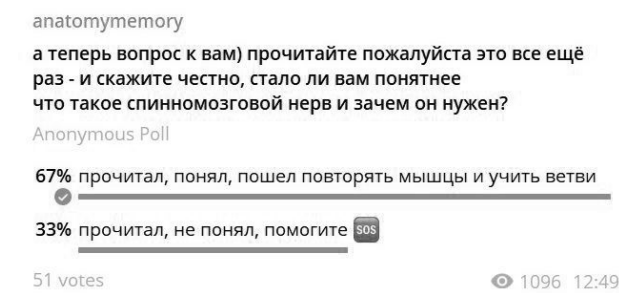 anatomymemory
а теперь вопрос к вам) прочитайте пожалуйста это все ещё
раз - и скажите честно, стало ли вам понятнее
что такое спинномозговой нерв и зачем он нужен?
Anonymous Poll
67% прочитал, понял, пошел повторять мышцы и учить ветви
33% прочитал, не понял, помогите SOS
51 votes 1096 12:49